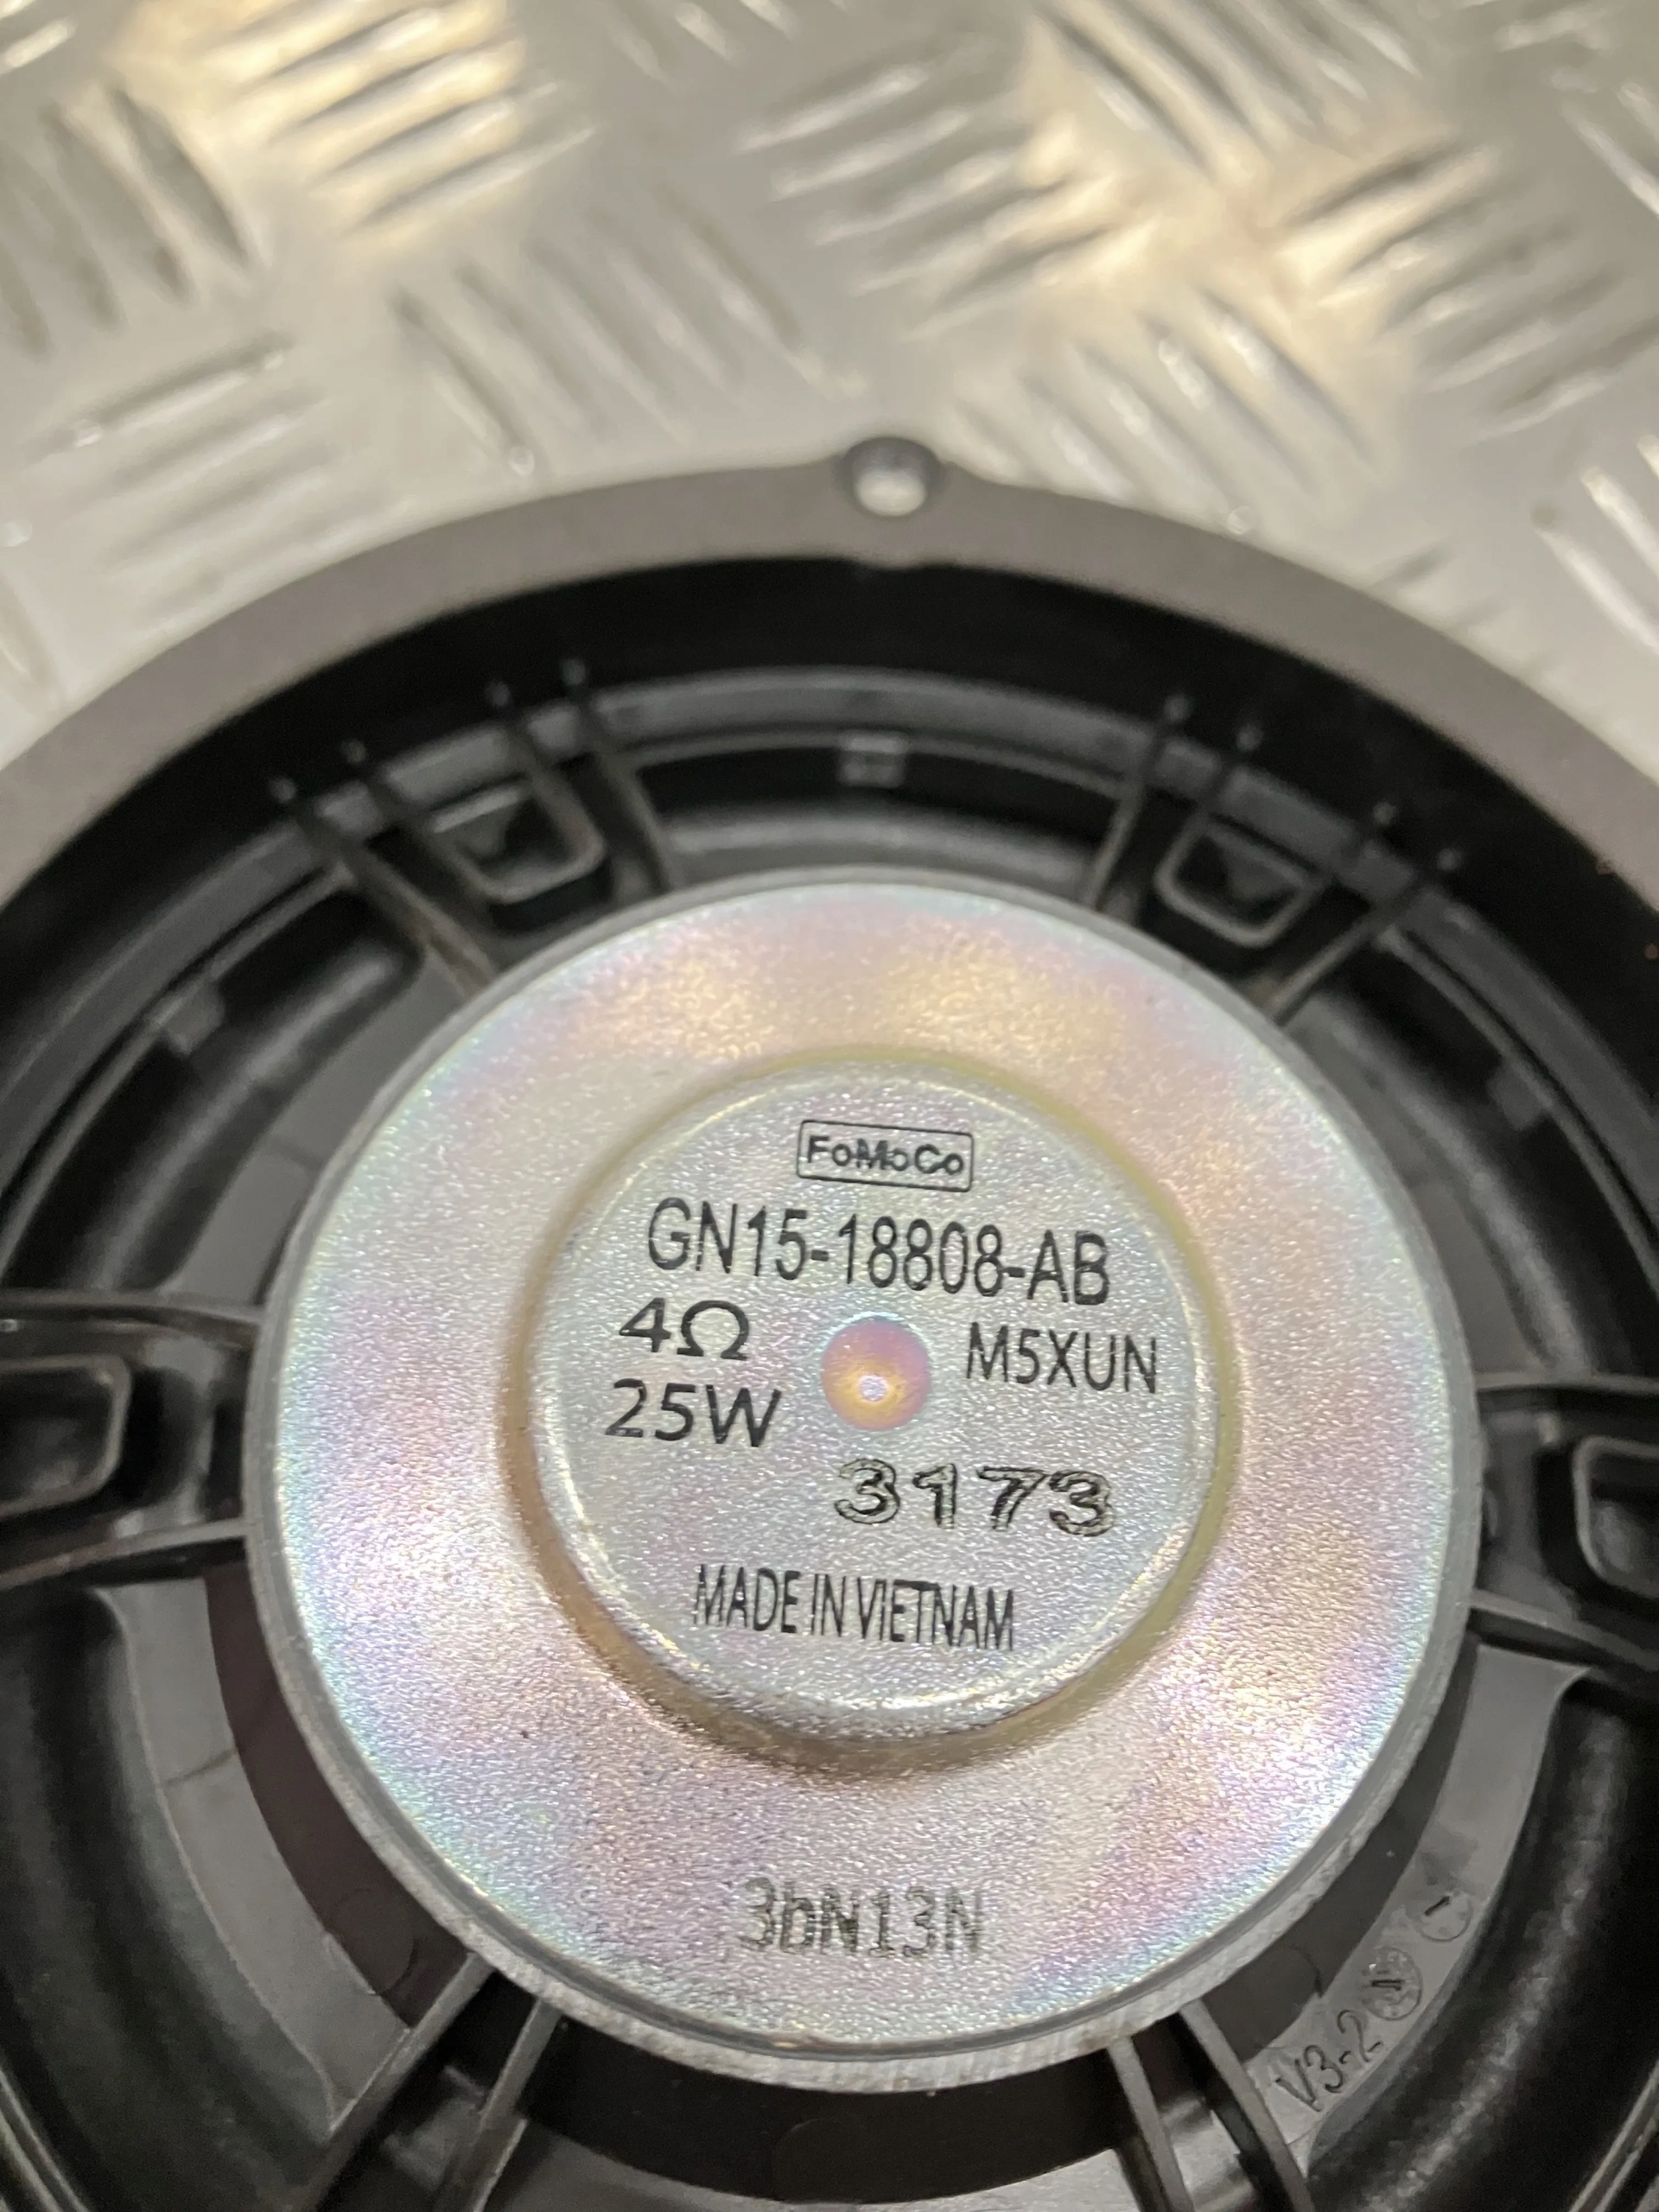 FoMoCo
GN15-18808-AB
4Ω
M5XUN
25W
3173
MADE IN VIETNAM
3bN13N
V3-2